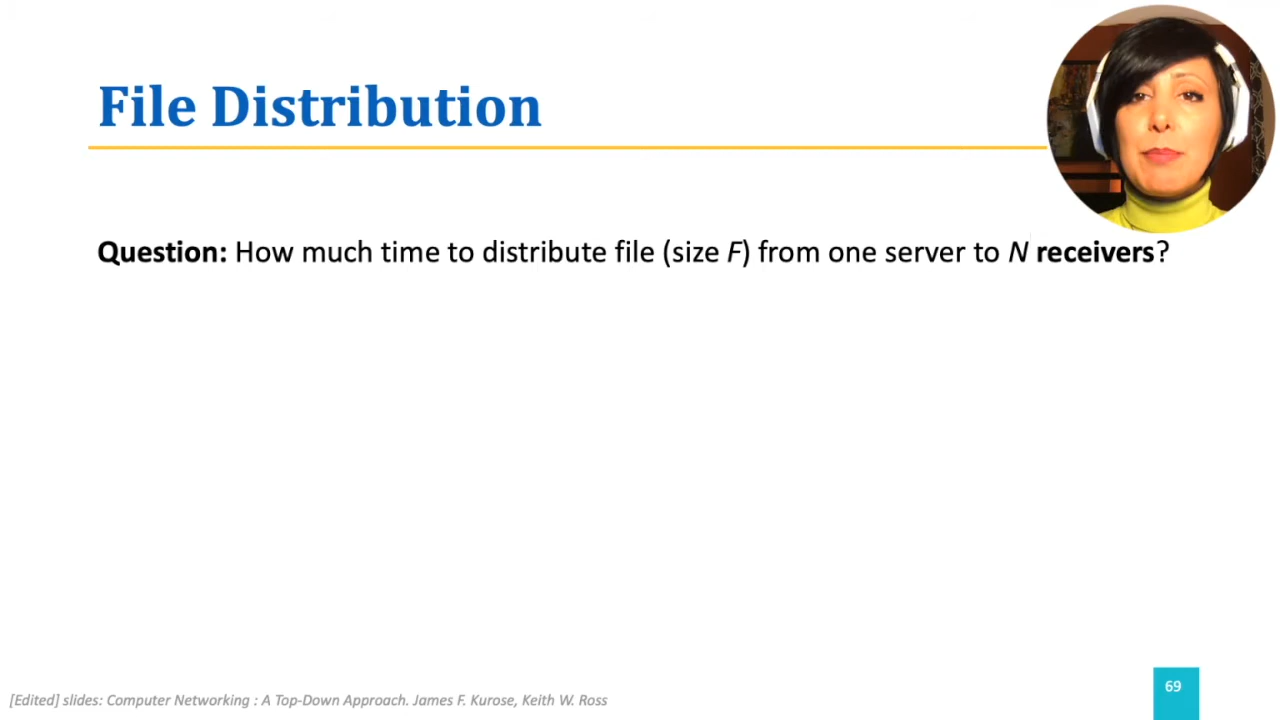 File Distribution
Question: How much time to distribute file (size F) from one server to N receivers?
[Edited] slides: Computer Networking : A Top-Down Approach. James F. Kurose, Keith W. Ross
69